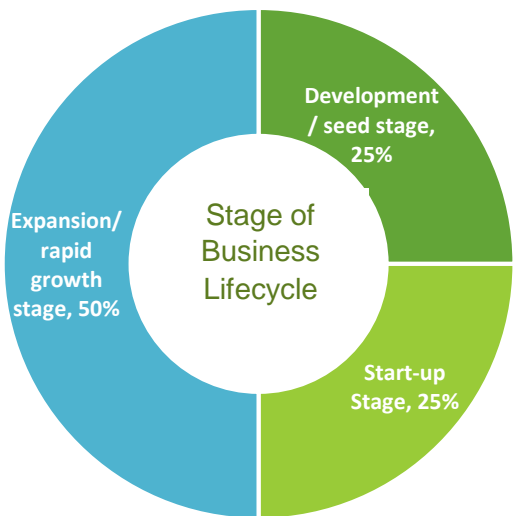 Development
/ seed stage,
25%
Stage of
Business
Lifecycle
Expansion/
rapid
growth
stage, 50%
Start-up
Stage, 25%